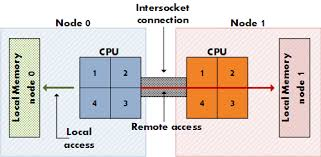 Node 0
Intersocket
connection
Node 1
CPU
CPU
Local Memory
node 0
1 2
4 3
1 2
4 3
Local Memory
node 1
Local
access
Remote access